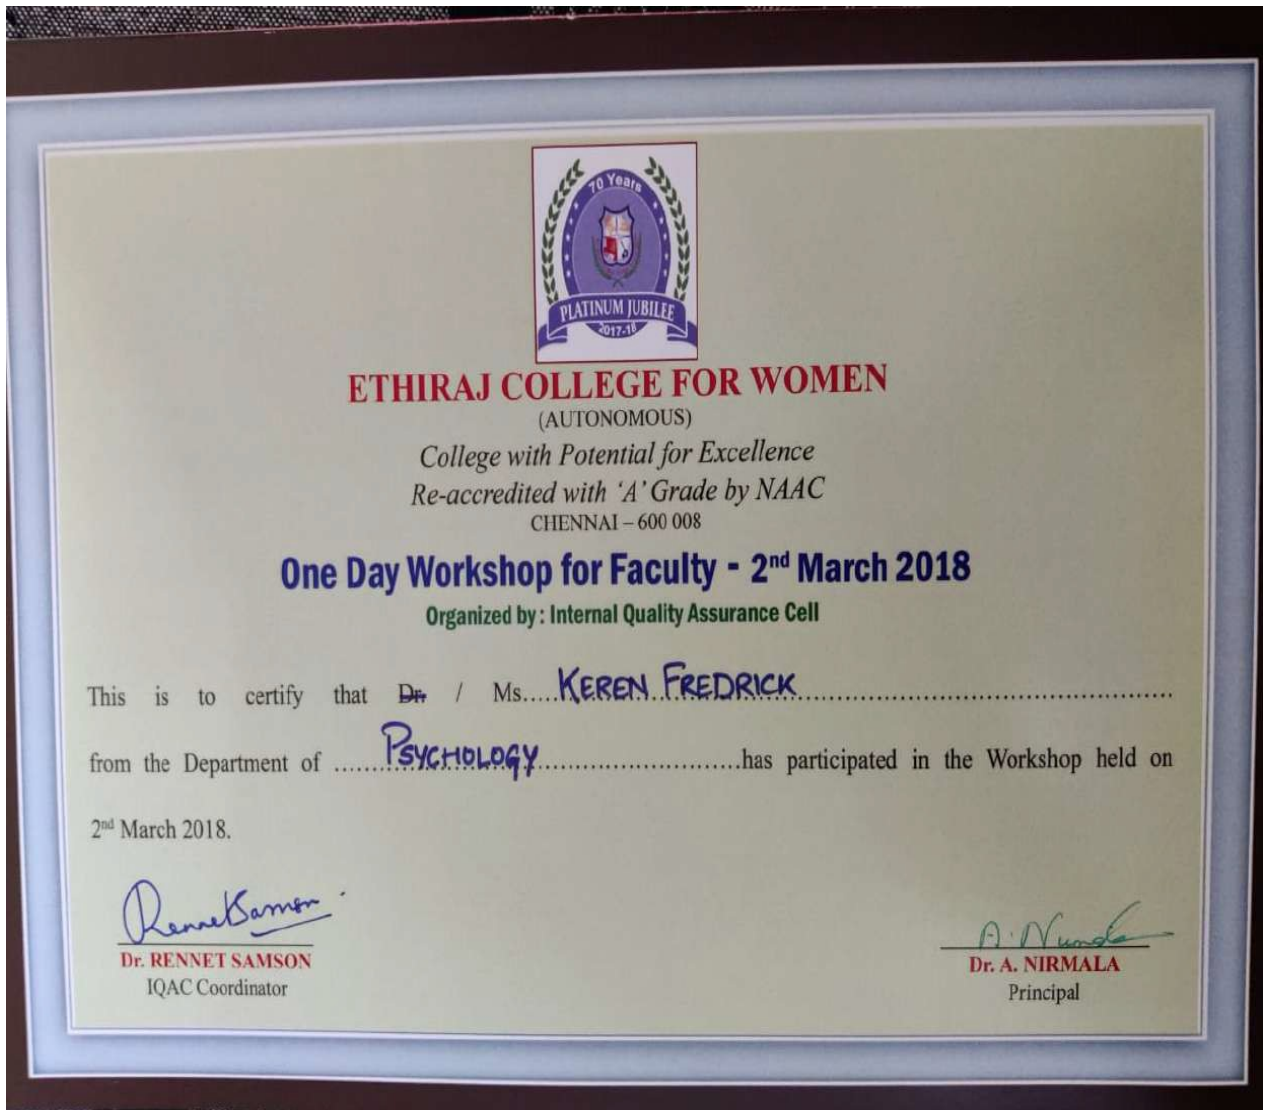 70 Years
PLATINUM JUBILEE
2017-18
ETHIRAJ COLLEGE FOR WOMEN
(AUTONOMOUS)
College with Potential for Excellence
Re-accredited with ‘A’ Grade by NAAC
CHENNAI – 600 008
One Day Workshop for Faculty - 2nd March 2018
Organized by : Internal Quality Assurance Cell
This is to certify that Dr. / Ms.....KEREN FREDRICK..........
from the Department of ......PSYCHOLOGY..........has participated in the Workshop held on
2nd March 2018.
Rennet Samson
A. Nirmala
Dr. RENNET SAMSON
Dr. A. NIRMALA
IQAC Coordinator
Principal